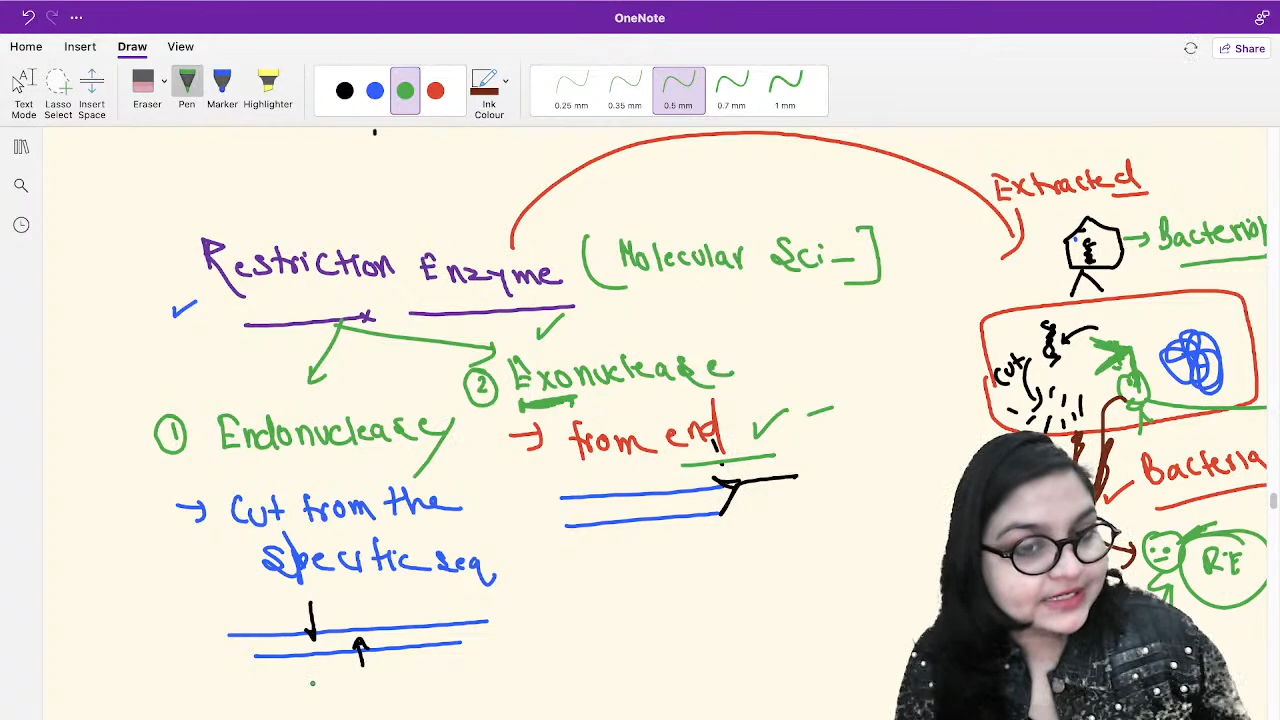 OneNote
Home Insert Draw View
Share
Text Mode
Lasso Select
Insert Space
Eraser
Pen
Marker
Highlighter
Ink Colour
0.25 mm
0.35 mm
0.5 mm
0.7 mm
1 mm
Extracted
Restriction Enzyme (Molecular Sci-]
Bacterioph
② Exonuclease
Cut
① Endonuclease
→ from end
Bacteria
→ Cut from the
specific seq
R.E